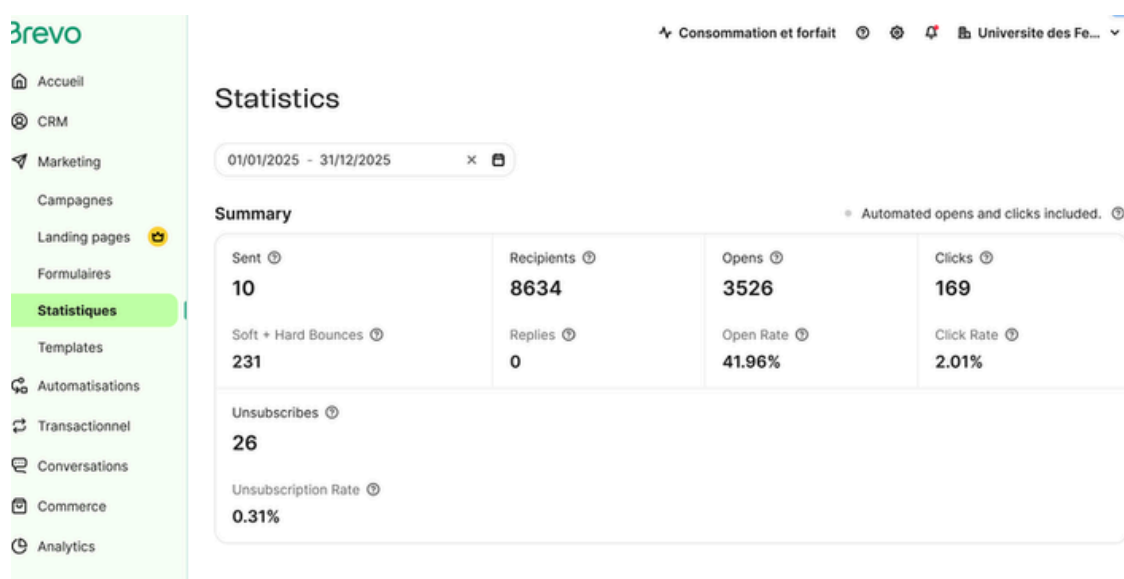 Brevo
Consommation et forfait
Universite des Fe...
Accueil
CRM
Marketing
Campagnes
Landing pages
Formulaires
Statistiques
Templates
Automatisations
Transactionnel
Conversations
Commerce
Analytics
Statistics
01/01/2025 - 31/12/2025
Summary
Automated opens and clicks included.
Sent
10
Soft + Hard Bounces
231
Recipients
8634
Replies
0
Opens
3526
Open Rate
41.96%
Clicks
169
Click Rate
2.01%
Unsubscribes
26
Unsubscription Rate
0.31%